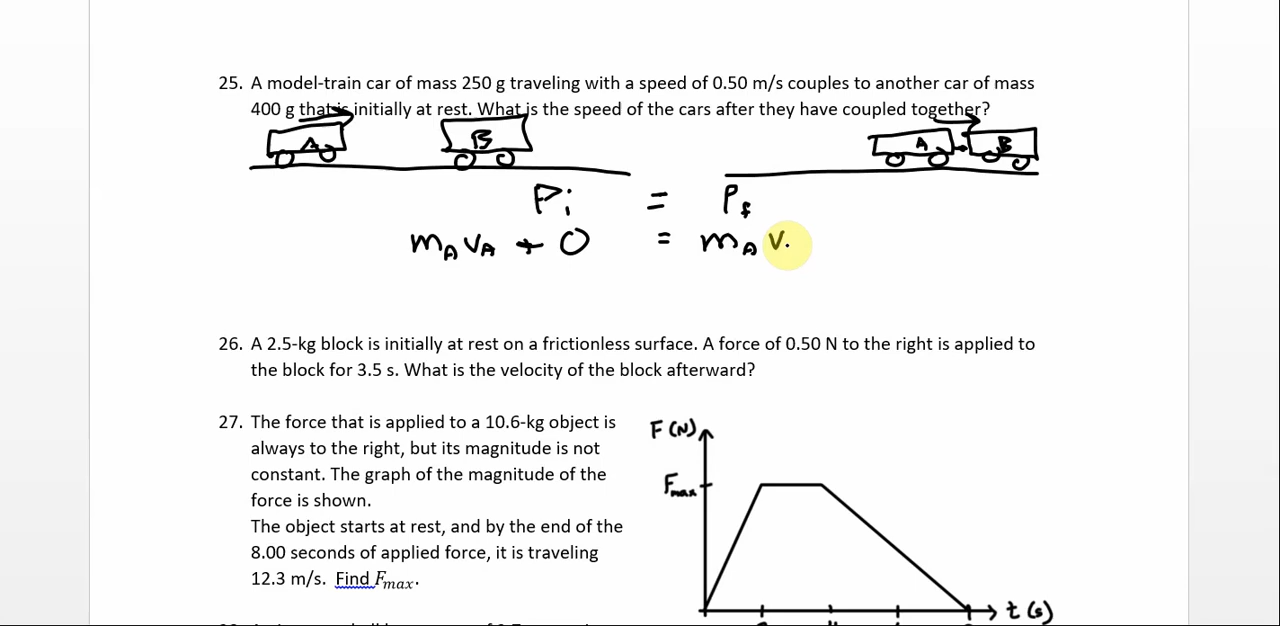 25. A model-train car of mass 250 g traveling with a speed of 0.50 m/s couples to another car of mass
400 g that is initially at rest. What is the speed of the cars after they have coupled together?
A B A B
Pi = Pf
mA vA + 0 = mA v.
26. A 2.5-kg block is initially at rest on a frictionless surface. A force of 0.50 N to the right is applied to
the block for 3.5 s. What is the velocity of the block afterward?
27. The force that is applied to a 10.6-kg object is
always to the right, but its magnitude is not
constant. The graph of the magnitude of the
force is shown.
The object starts at rest, and by the end of the
8.00 seconds of applied force, it is traveling
12.3 m/s. Find Fmax.
F (N)
Fmax
t (s)